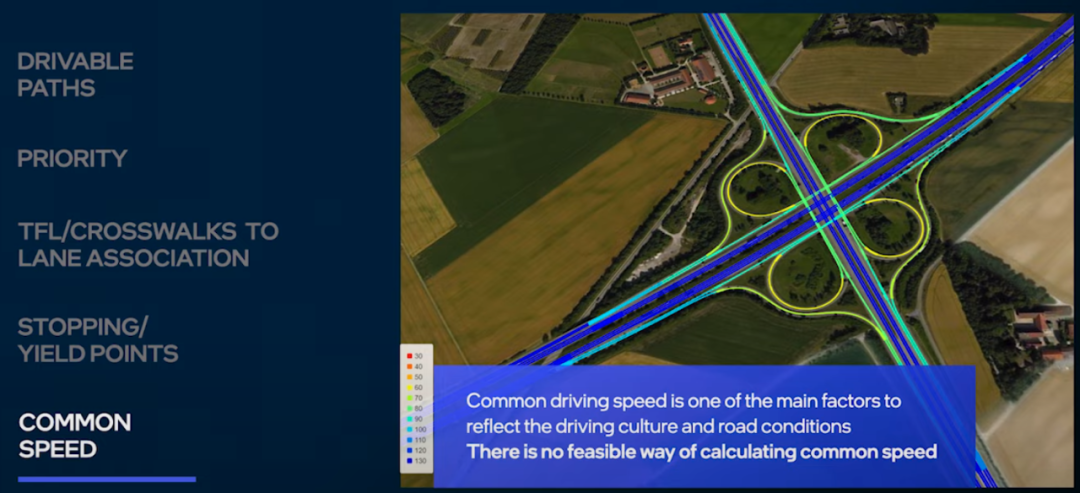 DRIVABLE
PATHS
PRIORITY
TFL/CROSSWALKS TO
LANE ASSOCIATION
STOPPING/
YIELD POINTS
COMMON
SPEED
30
40
50
60
70
80
90
100
110
120
130
Common driving speed is one of the main factors to
reflect the driving culture and road conditions
There is no feasible way of calculating common speed